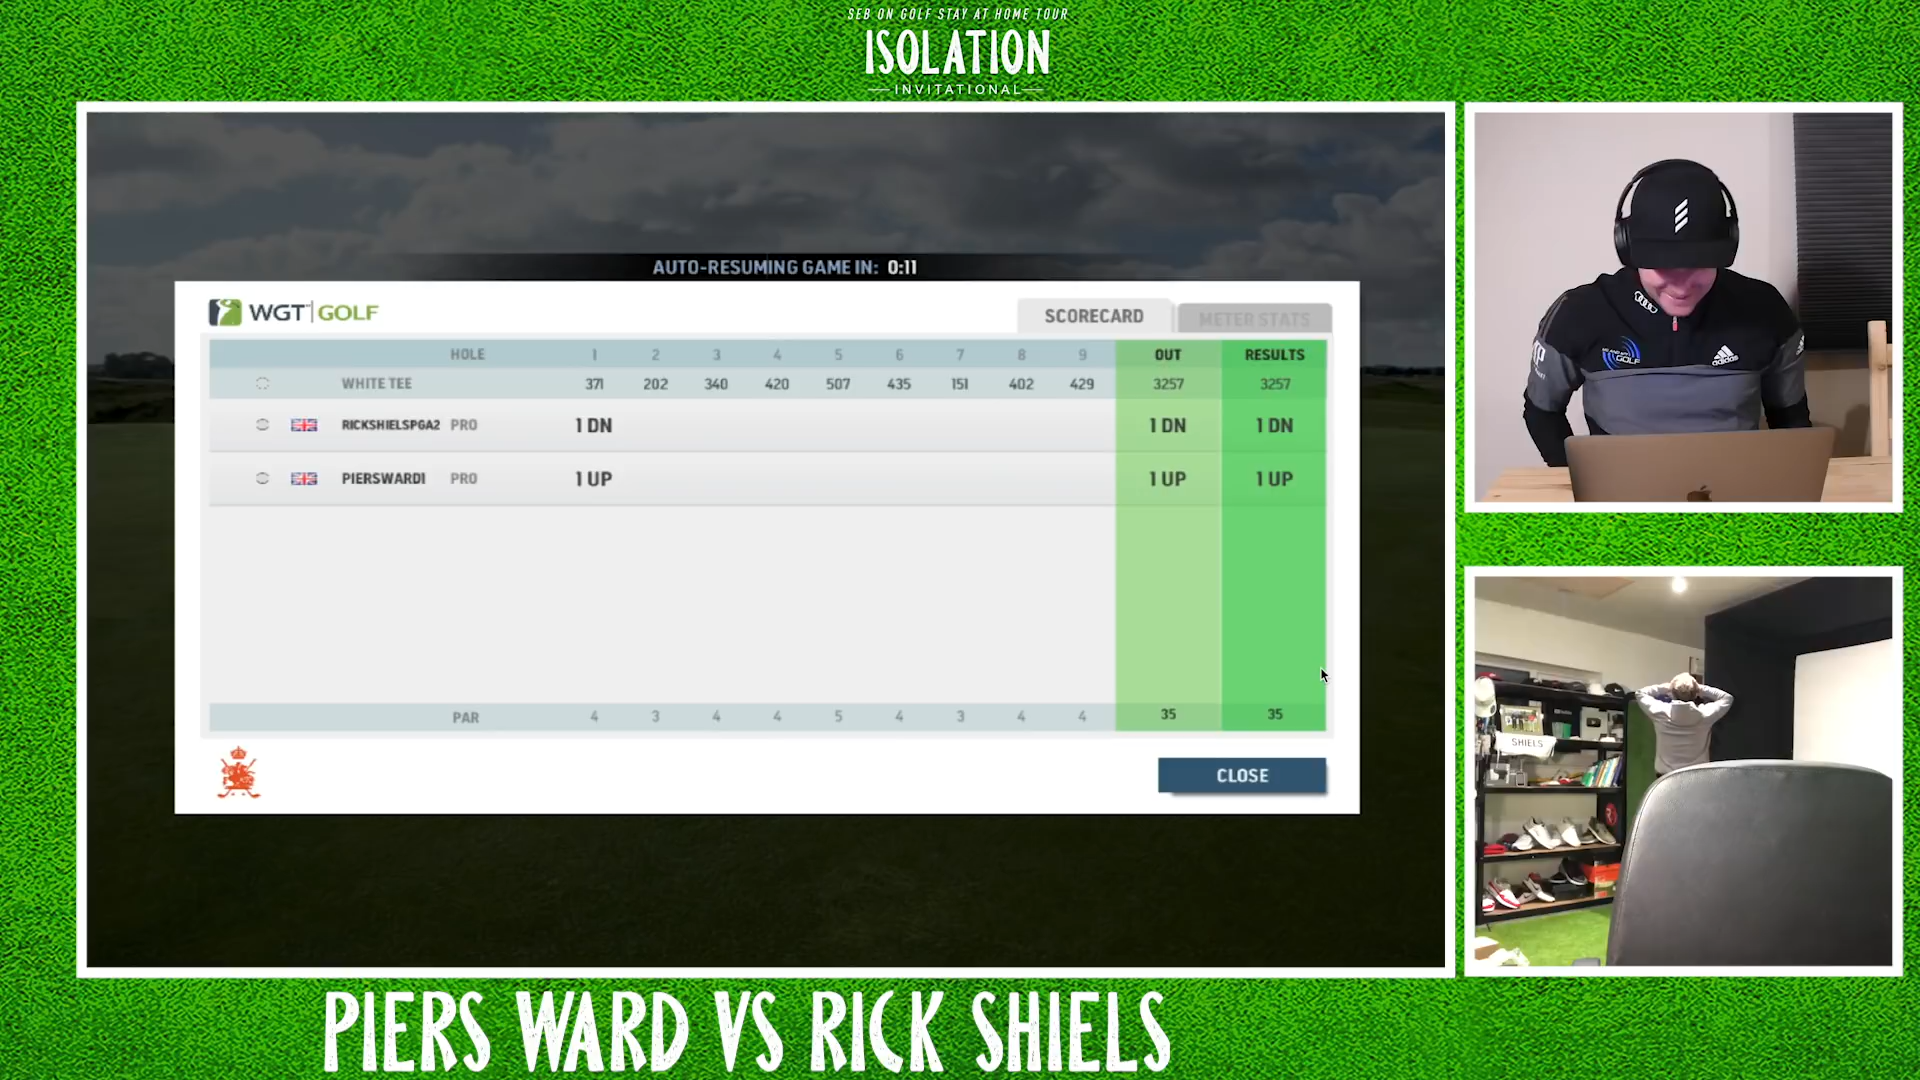 SEB ON GOLF STAY AT HOME TOUR
ISOLATION
INVITATIONAL
AUTO-RESUMING GAME IN: 0:11
WGT GOLF
SCORECARD METER STATS
HOLE 1 2 3 4 5 6 7 8 9 OUT RESULTS
WHITE TEE 371 202 340 420 507 435 151 402 429 3257 3257
RICKSHIELSPGA2 PRO 1 DN 1 DN 1 DN
PIERSWARD1 PRO 1 UP 1 UP 1 UP
PAR 4 3 4 4 5 4 3 4 4 35 35
CLOSE
adidas
GOLF
SHIELS
PIERS WARD VS RICK SHIELS